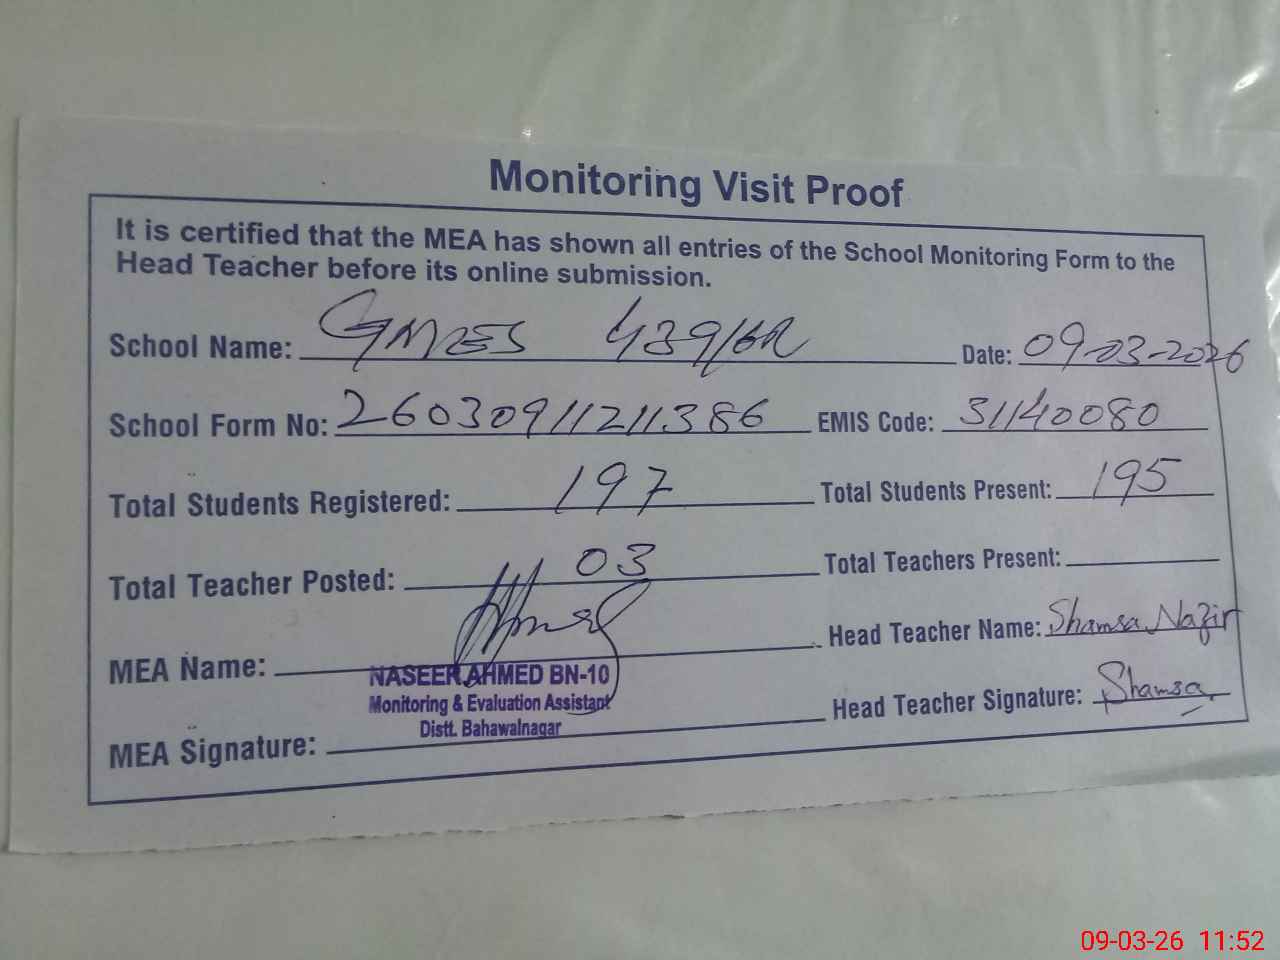 Monitoring Visit Proof
It is certified that the MEA has shown all entries of the School Monitoring Form to the
Head Teacher before its online submission.
School Name: GMPES 439/6R Date: 09-03-2026
School Form No: 26030911211386 EMIS Code: 31140080
Total Students Registered: 197 Total Students Present: 195
Total Teacher Posted: 03 Total Teachers Present:
MEA Name: Head Teacher Name: Shamsa Nazir
NASEER AHMED BN-10
Monitoring & Evaluation Assistant
Distt. Bahawalnagar
MEA Signature: Head Teacher Signature: Shamsa
09-03-26 11:52